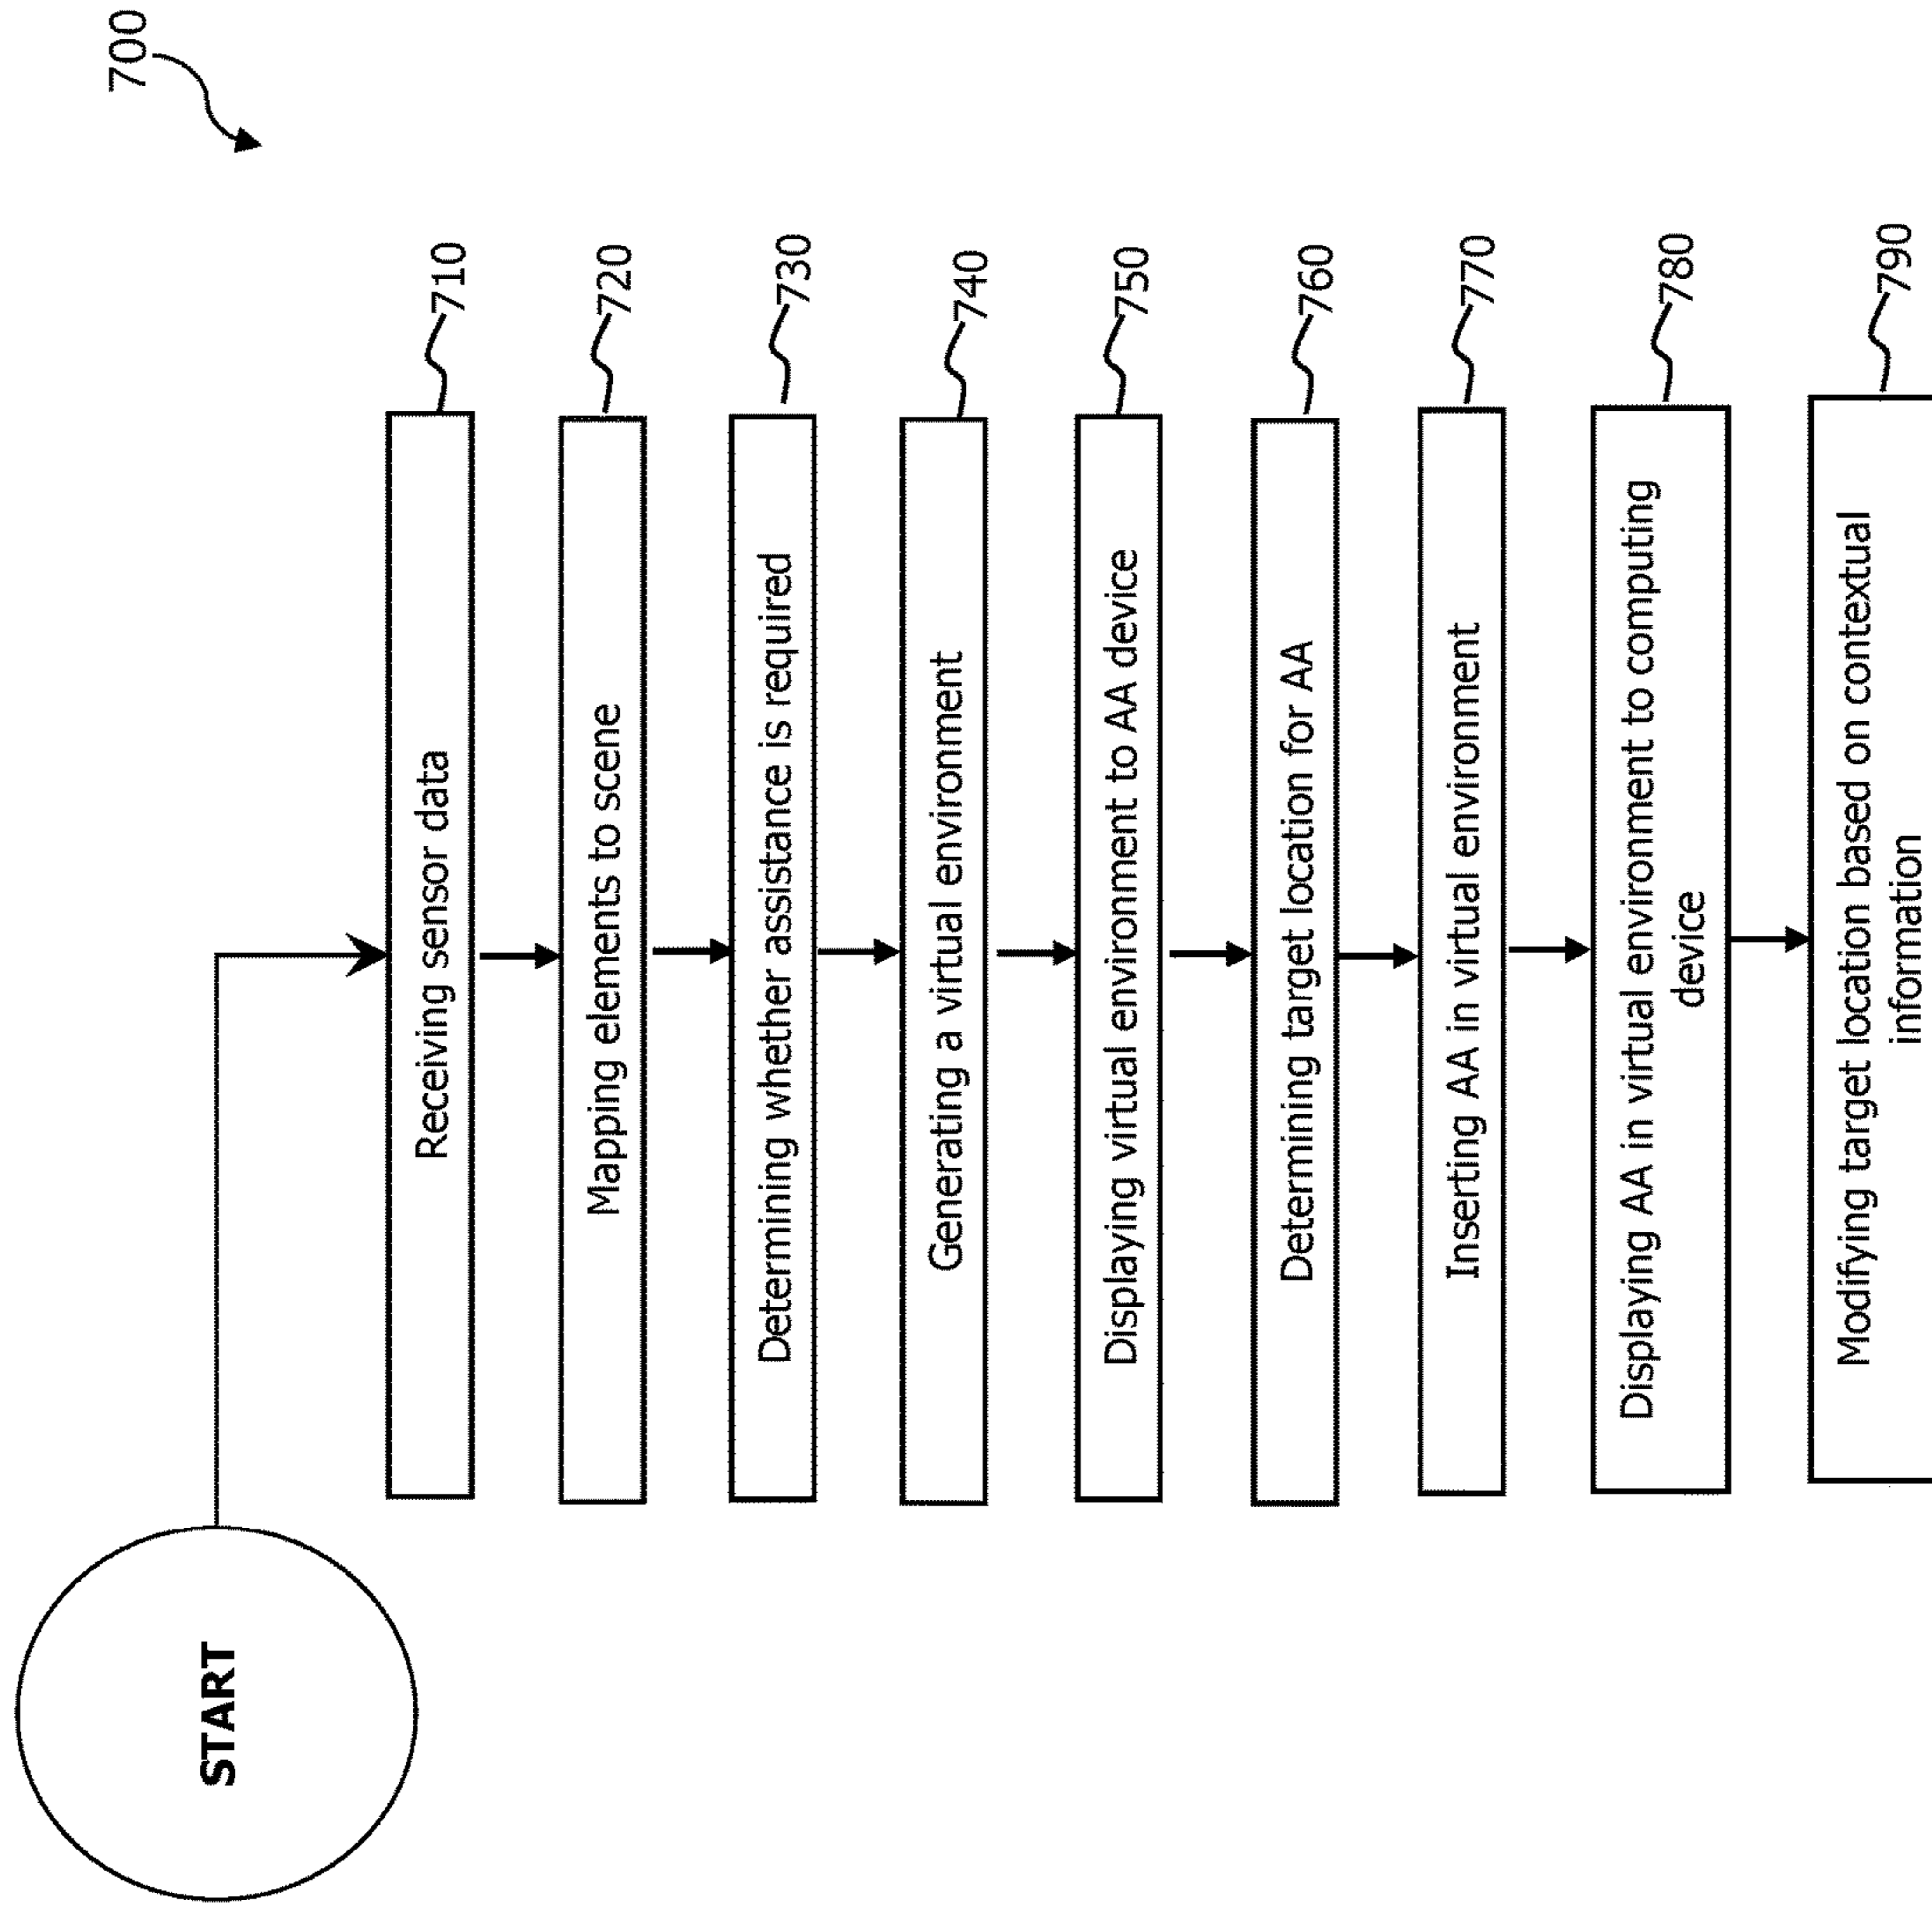 700
START
Receiving sensor data
710
Mapping elements to scene
720
Determining whether assistance is required
730
Generating a virtual environment
740
Displaying virtual environment to AA device
750
Determining target location for AA
760
Inserting AA in virtual environment
770
Displaying AA in virtual environment to computing
device
780
Modifying target location based on contextual
information
790